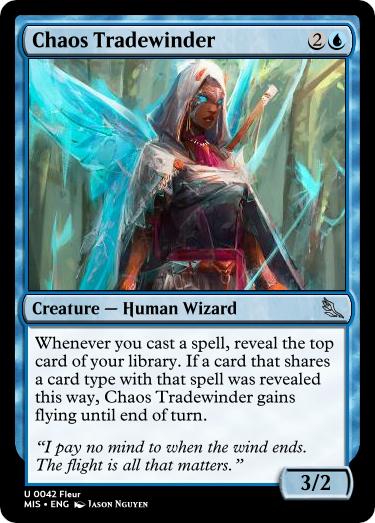 Chaos Tradewinder 2
Creature — Human Wizard
Whenever you cast a spell, reveal the top
card of your library. If a card that shares
a card type with that spell was revealed
this way, Chaos Tradewinder gains
flying until end of turn.
“I pay no mind to when the wind ends.
The flight is all that matters.”
3/2
U 0042 Fleur
MIS • ENG Jason Nguyen